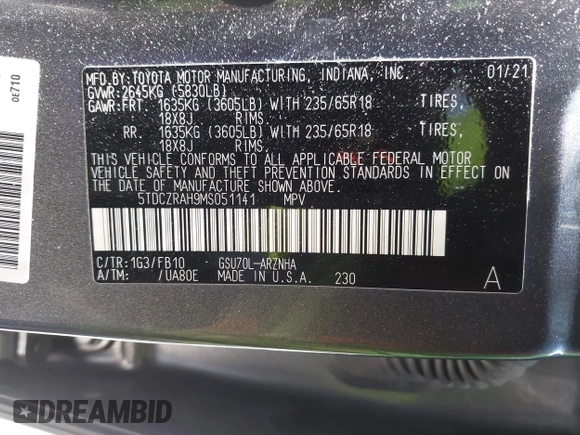 0E710
MFD.BY:TOYOTA MOTOR MANUFACTURING, INDIANA, INC. 01/21
GVWR:2645KG (5830LB)
GAWR:FRT. 1635KG (3605LB) WITH 235/65R18 TIRES,
18X8J RIMS.
RR. 1635KG (3605LB) WITH 235/65R18 TIRES,
18X8J RIMS.
THIS VEHICLE CONFORMS TO ALL APPLICABLE FEDERAL MOTOR
VEHICLE SAFETY AND THEFT PREVENTION STANDARDS IN EFFECT
ON THE DATE OF MANUFACTURE SHOWN ABOVE.
5TDCZRAH9MS051141 MPV
C/TR:1G3/FB10 GSU70L-ARZNHA
A/TM: /UA80E MADE IN U.S.A. 230 A
DREAMBID